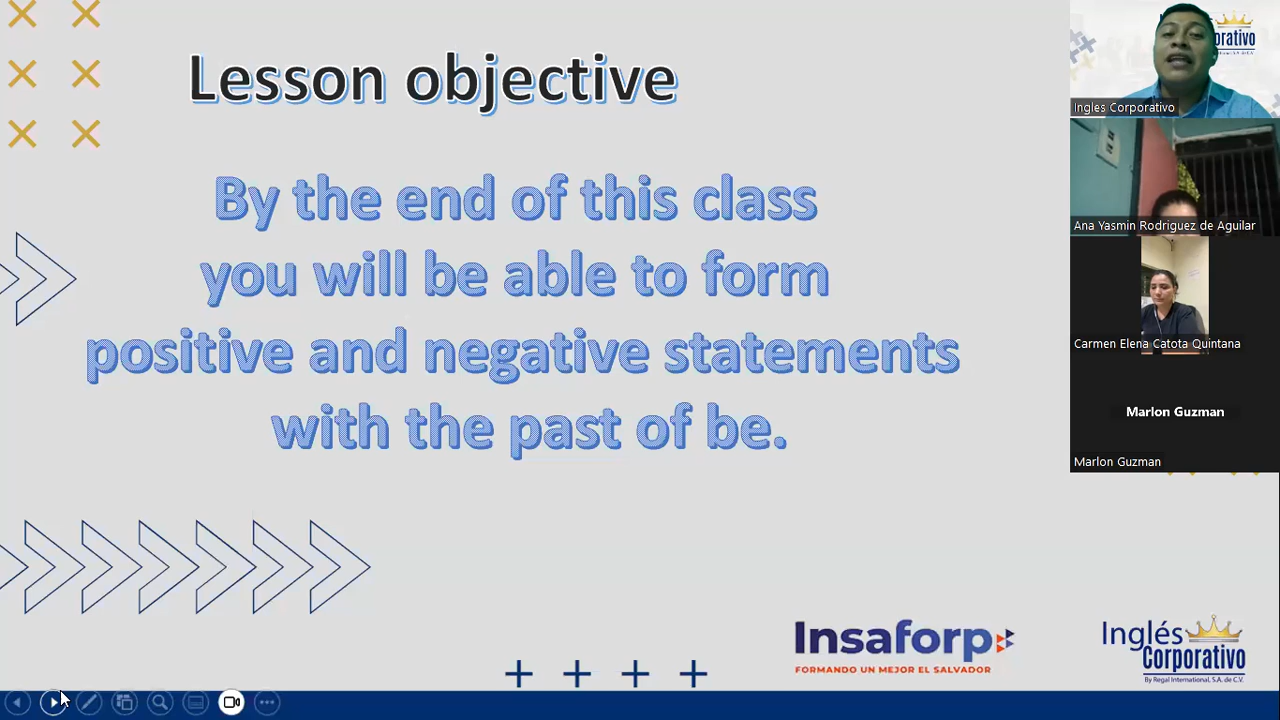 Lesson objective
By the end of this class
you will be able to form
positive and negative statements
with the past of be.
Insaforp
FORMANDO UN MEJOR EL SALVADOR
Inglés
Corporativo
By Regal International, S.A. de C.V.
orativo
Ingles Corporativo
Ana Yasmin Rodriguez de Aguilar
Carmen Elena Catota Quintana
Marlon Guzman
Marlon Guzman